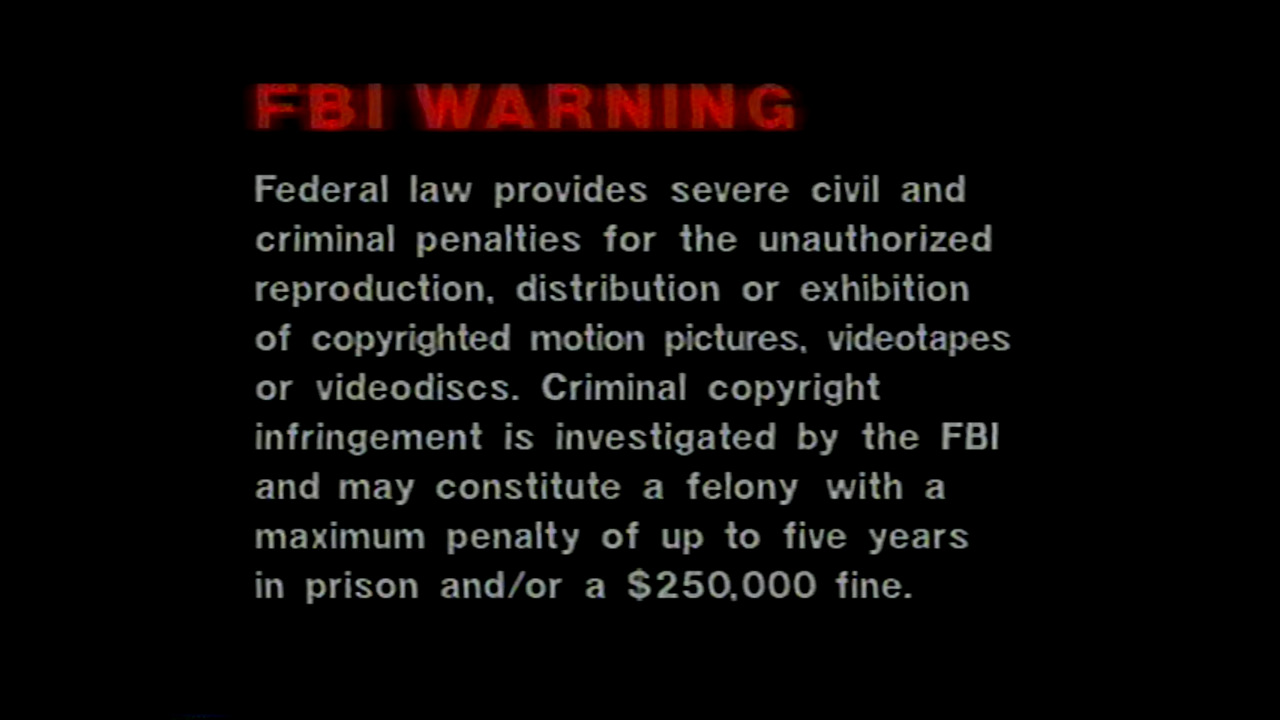 FBI WARNING
Federal law provides severe civil and
criminal penalties for the unauthorized
reproduction, distribution or exhibition
of copyrighted motion pictures, videotapes
or videodiscs. Criminal copyright
infringement is investigated by the FBI
and may constitute a felony with a
maximum penalty of up to five years
in prison and/or a $250,000 fine.